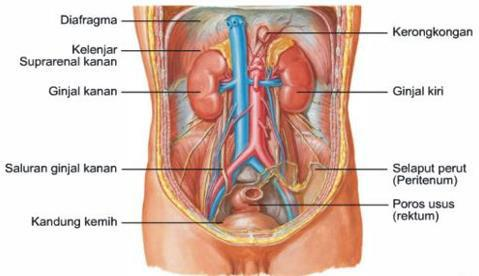 Diafragma
Kelenjar
Suprarenal kanan
Ginjal kanan
Saluran ginjal kanan
Kandung kemih
Kerongkongan
Ginjal kiri
Selaput perut
(Peritenum)
Poros usus
(rektum)